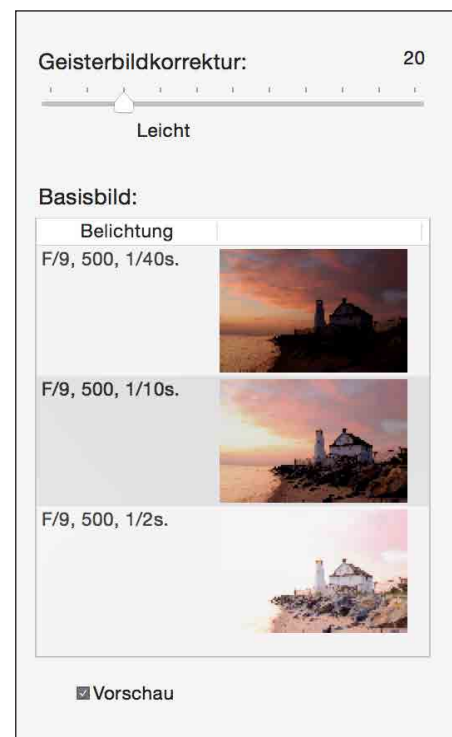 Geisterbildkorrektur: 20
Leicht
Basisbild:
Belichtung
F/9, 500, 1/40s.
F/9, 500, 1/10s.
F/9, 500, 1/2s.
Vorschau